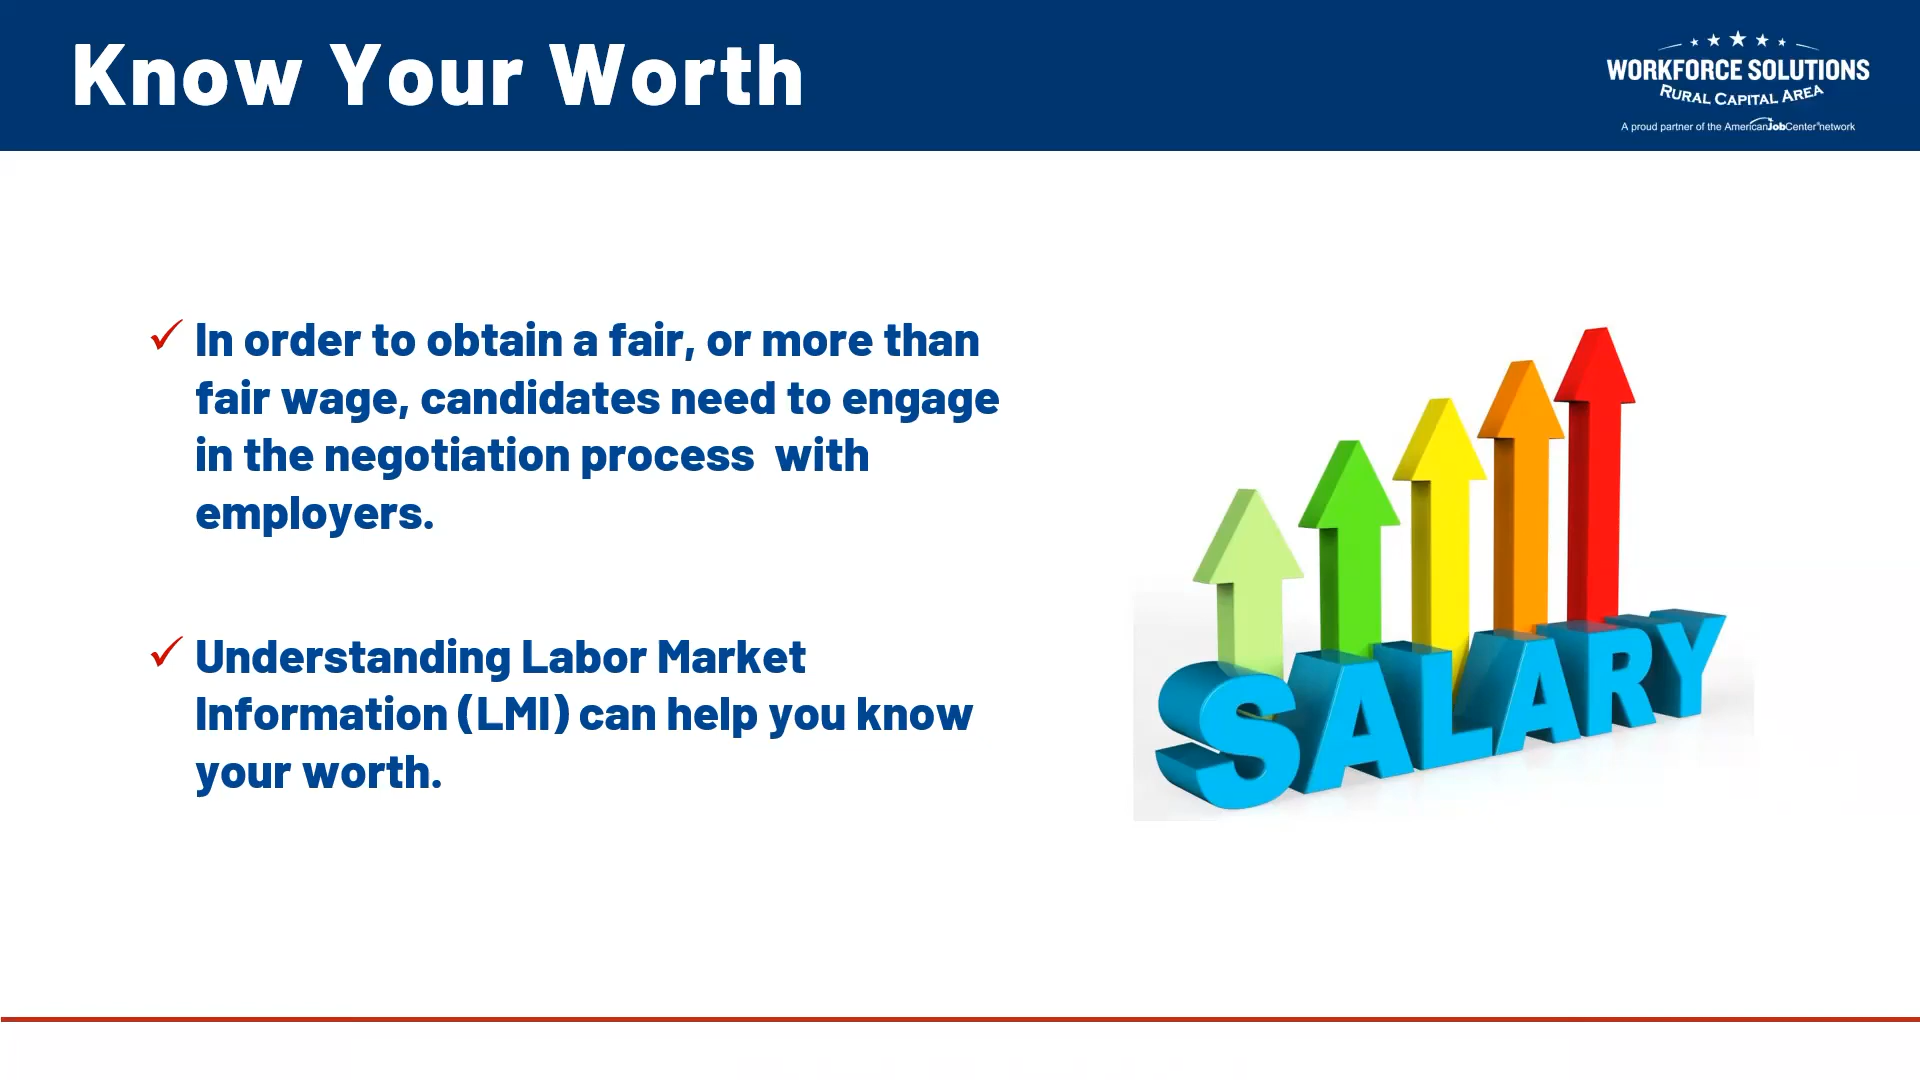 Know Your Worth
WORKFORCE SOLUTIONS
RURAL CAPITAL AREA
A proud partner of the AmericanJobCenter®network
✓ In order to obtain a fair, or more than
fair wage, candidates need to engage
in the negotiation process  with
employers.
✓ Understanding Labor Market
Information (LMI) can help you know
your worth.
SALARY